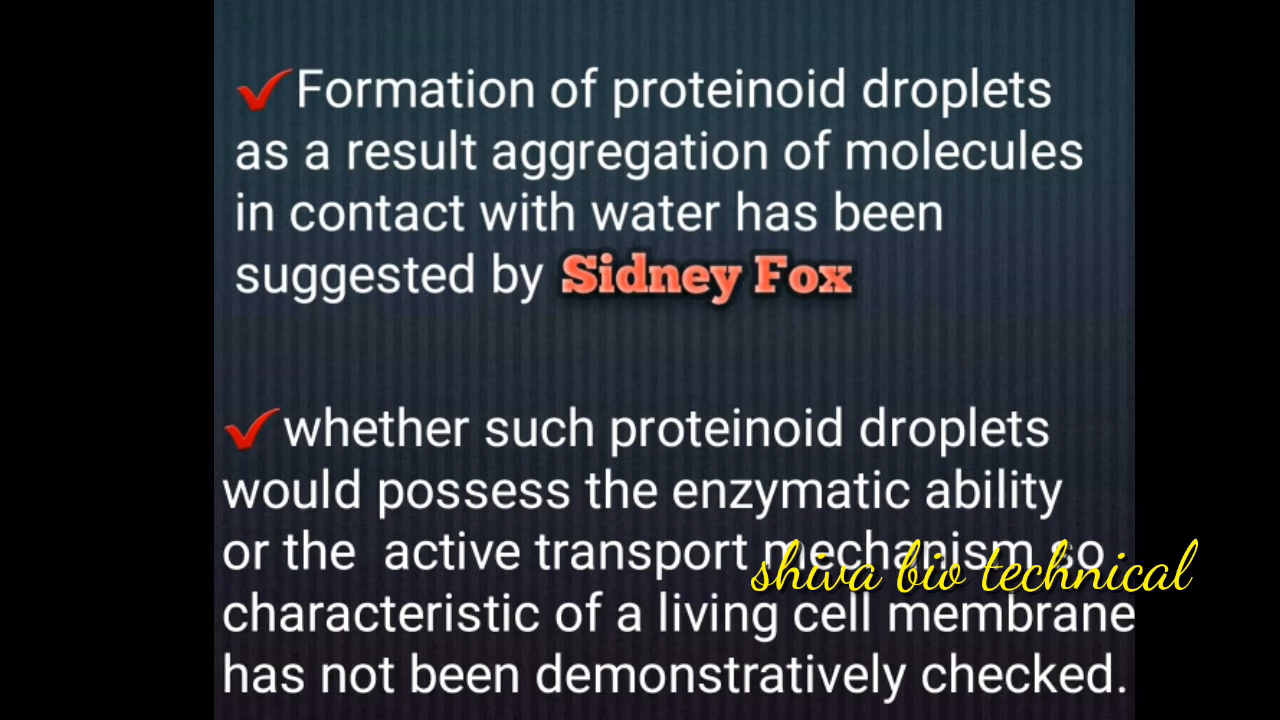 ✓Formation of proteinoid droplets
as a result aggregation of molecules
in contact with water has been
suggested by Sidney Fox
✓whether such proteinoid droplets
would possess the enzymatic ability
or the active transport mechanism so
shiva bio technical
characteristic of a living cell membrane
has not been demonstratively checked.